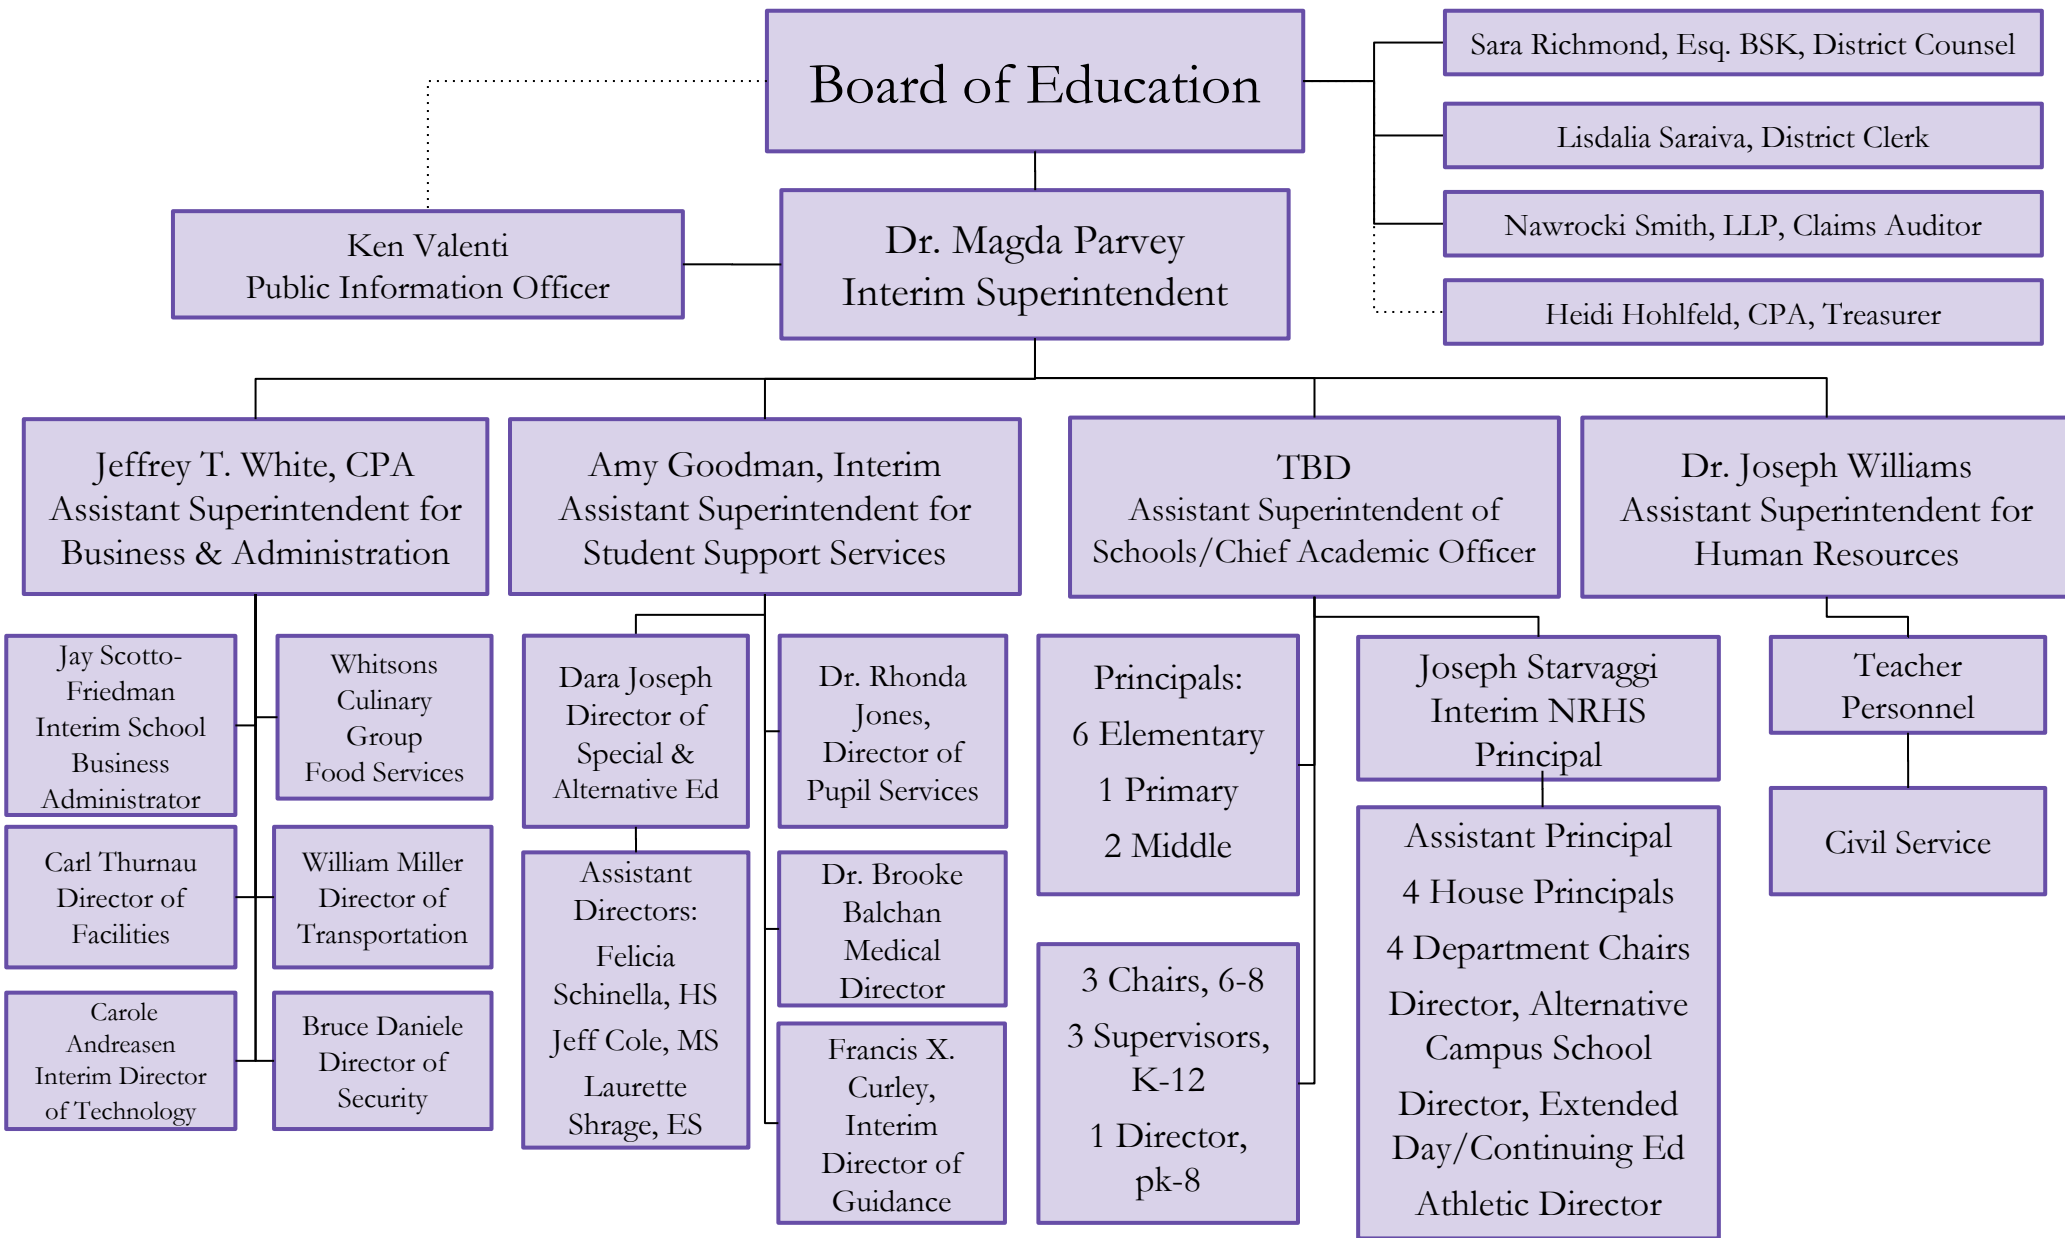 Board of Education
Sara Richmond, Esq. BSK, District Counsel
Lisdalia Saraiva, District Clerk
Nawrocki Smith, LLP, Claims Auditor
Heidi Hohlfeld, CPA, Treasurer
Ken Valenti
Public Information Officer
Dr. Magda Parvey
Interim Superintendent
Jeffrey T. White, CPA
Assistant Superintendent for
Business & Administration
Amy Goodman, Interim
Assistant Superintendent for
Student Support Services
TBD
Assistant Superintendent of
Schools/Chief Academic Officer
Dr. Joseph Williams
Assistant Superintendent for
Human Resources
Jay Scotto-
Friedman
Interim School
Business
Administrator
Whitsons
Culinary
Group
Food Services
Carl Thurnau
Director of
Facilities
William Miller
Director of
Transportation
Carole
Andreasen
Interim Director
of Technology
Bruce Daniele
Director of
Security
Dara Joseph
Director of
Special &
Alternative Ed
Assistant
Directors:
Felicia
Schinella, HS
Jeff Cole, MS
Laurette
Shrage, ES
Dr. Rhonda
Jones,
Director of
Pupil Services
Dr. Brooke
Balchan
Medical
Director
Francis X.
Curley,
Interim
Director of
Guidance
Principals:
6 Elementary
1 Primary
2 Middle
3 Chairs, 6-8
3 Supervisors,
K-12
1 Director,
pk-8
Joseph Starvaggi
Interim NRHS
Principal
Assistant Principal
4 House Principals
4 Department Chairs
Director, Alternative
Campus School
Director, Extended
Day/Continuing Ed
Athletic Director
Teacher
Personnel
Civil Service